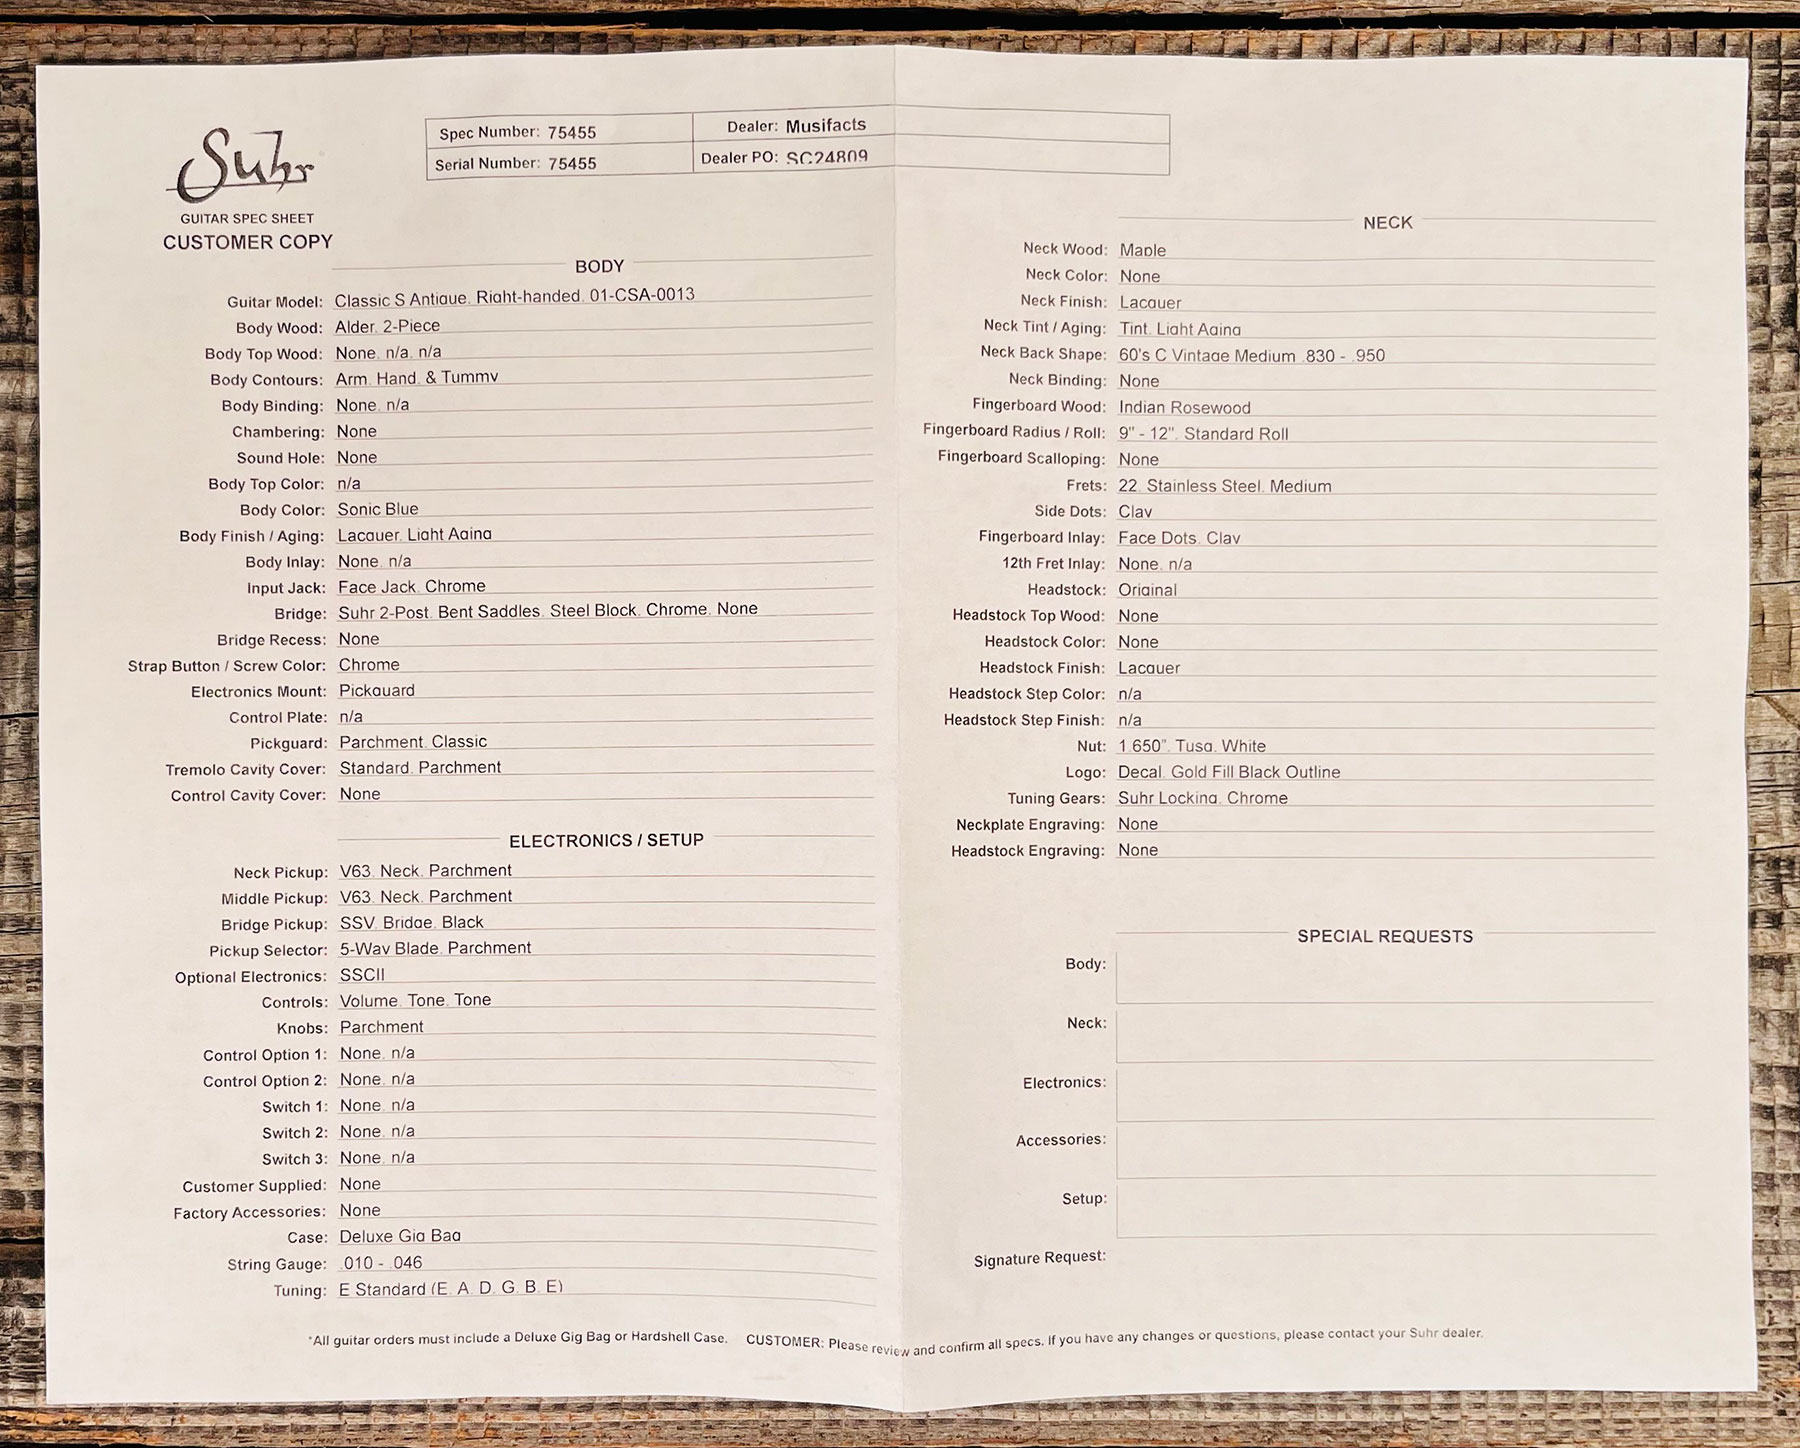 Suhr
GUITAR SPEC SHEET
CUSTOMER COPY
Spec Number: 75455
Dealer: Musifacts
Serial Number: 75455
Dealer PO: SC24809
BODY
Guitar Model: Classic S Antique, Right-handed, 01-CSA-0013
Body Wood: Alder, 2-Piece
Body Top Wood: None, n/a, n/a
Body Contours: Arm, Hand, & Tummy
Body Binding: None, n/a
Chambering: None
Sound Hole: None
Body Top Color: n/a
Body Color: Sonic Blue
Body Finish / Aging: Lacquer, Light Aging
Body Inlay: None, n/a
Input Jack: Face Jack, Chrome
Bridge: Suhr 2-Post, Bent Saddles, Steel Block, Chrome, None
Bridge Recess: None
Strap Button / Screw Color: Chrome
Electronics Mount: Pickguard
Control Plate: n/a
Pickguard: Parchment, Classic
Tremolo Cavity Cover: Standard, Parchment
Control Cavity Cover: None
ELECTRONICS / SETUP
Neck Pickup: V63, Neck, Parchment
Middle Pickup: V63, Neck, Parchment
Bridge Pickup: SSV, Bridge, Black
Pickup Selector: 5-Way Blade, Parchment
Optional Electronics: SSCII
Controls: Volume, Tone, Tone
Knobs: Parchment
Control Option 1: None, n/a
Control Option 2: None, n/a
Switch 1: None, n/a
Switch 2: None, n/a
Switch 3: None, n/a
Customer Supplied: None
Factory Accessories: None
Case: Deluxe Gig Bag
String Gauge: .010 - .046
Tuning: E Standard (E, A, D, G, B, E)
NECK
Neck Wood: Maple
Neck Color: None
Neck Finish: Lacquer
Neck Tint / Aging: Tint, Light Aging
Neck Back Shape: 60's C Vintage Medium .830 - .950
Neck Binding: None
Fingerboard Wood: Indian Rosewood
Fingerboard Radius / Roll: 9" - 12", Standard Roll
Fingerboard Scalloping: None
Frets: 22, Stainless Steel, Medium
Side Dots: Clay
Fingerboard Inlay: Face Dots, Clay
12th Fret Inlay: None, n/a
Headstock: Original
Headstock Top Wood: None
Headstock Color: None
Headstock Finish: Lacquer
Headstock Step Color: n/a
Headstock Step Finish: n/a
Nut: 1.650", Tusq, White
Logo: Decal, Gold Fill Black Outline
Tuning Gears: Suhr Locking, Chrome
Neckplate Engraving: None
Headstock Engraving: None
SPECIAL REQUESTS
Body:
Neck:
Electronics:
Accessories:
Setup:
Signature Request:
*All guitar orders must include a Deluxe Gig Bag or Hardshell Case. CUSTOMER: Please review and confirm all specs. If you have any changes or questions, please contact your Suhr dealer.